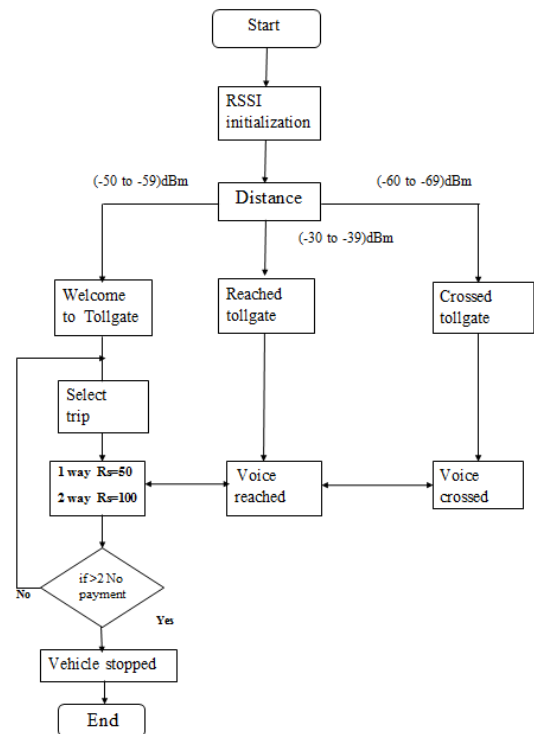 Start
RSSI
initialization
(-50 to -59)dBm
(-60 to -69)dBm
Distance
(-30 to -39)dBm
Welcome
to Tollgate
Reached
tollgate
Crossed
tollgate
Select
trip
1 way Rs=50
2 way Rs=100
Voice
reached
Voice
crossed
if >2 No
payment
No
Yes
Vehicle stopped
End